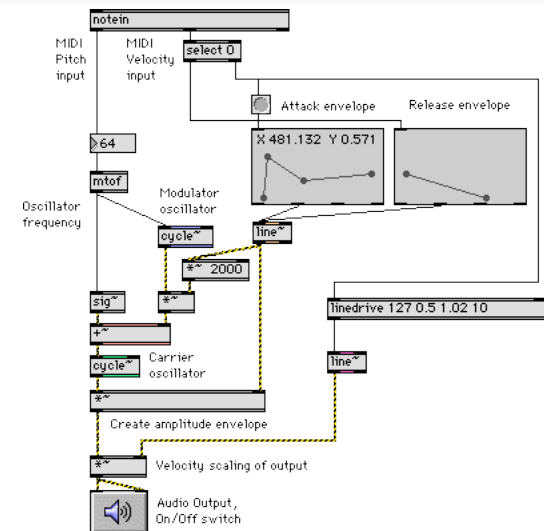 notein
MIDI
Pitch
input
MIDI
Velocity
input
select 0
Attack envelope
Release envelope
X 481.132 Y 0.571
64
mtof
Modulator
oscillator
Oscillator
frequency
cycle~
line~
*~ 2000
sig~
*~
linedrive 127 0.5 1.02 10
+~
cycle~
Carrier
oscillator
line~
*~
Create amplitude envelope
*~
Velocity scaling of output
Audio Output,
On/Off switch